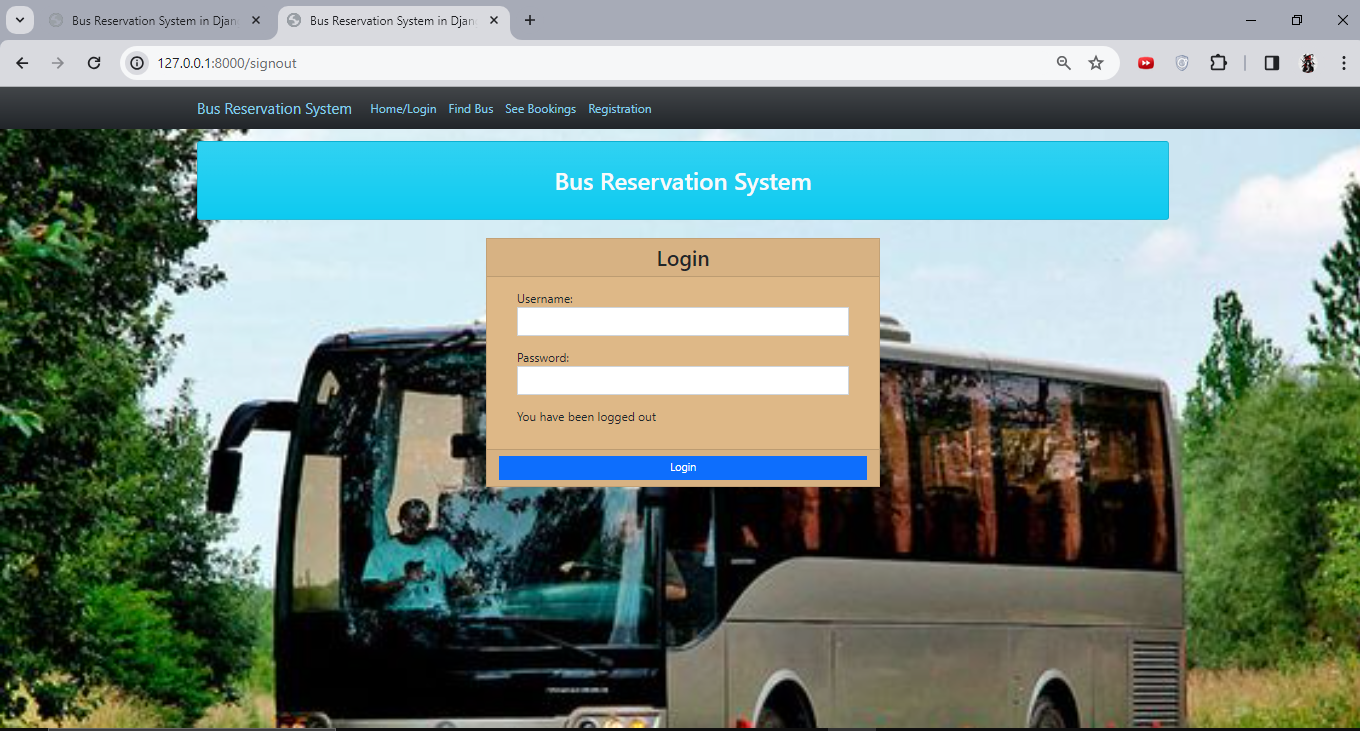 Bus Reservation System in Djan
Bus Reservation System in Djan
127.0.0.1:8000/signout
Bus Reservation System Home/Login Find Bus See Bookings Registration
Bus Reservation System
Login
Username:
Password:
You have been logged out
Login